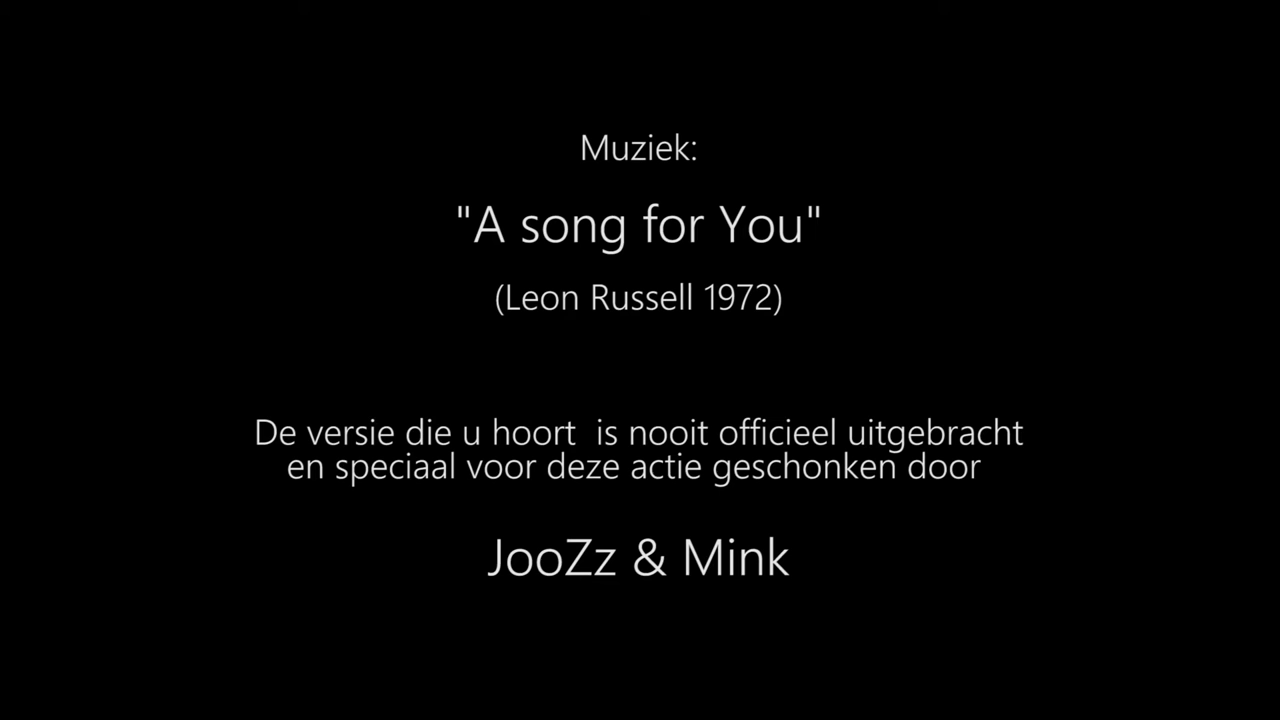 Muziek:
"A song for You"
(Leon Russell 1972)
De versie die u hoort  is nooit officieel uitgebracht
en speciaal voor deze actie geschonken door
JooZz & Mink